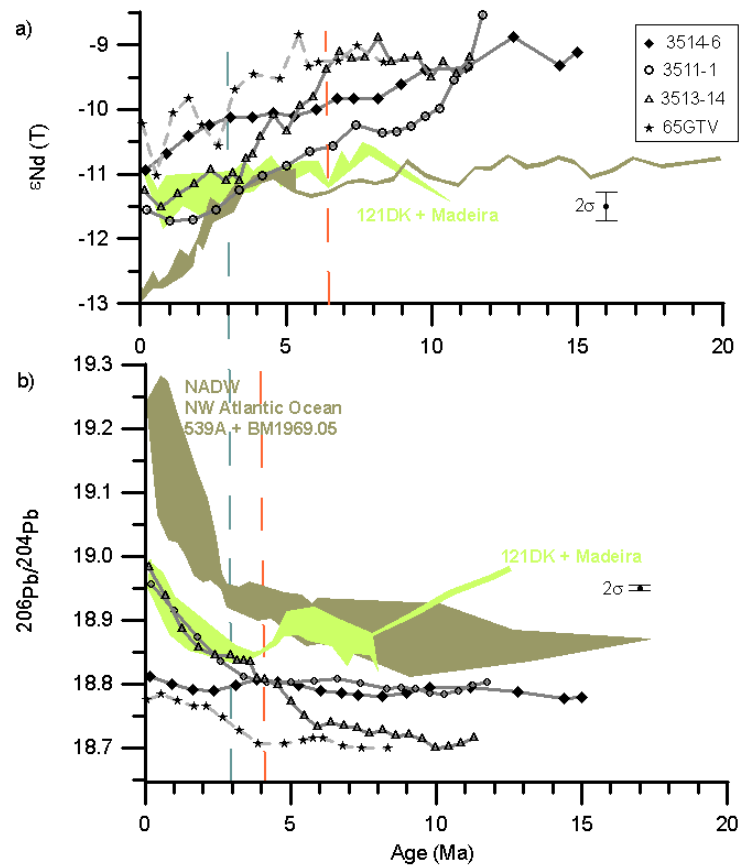 a)
-9
-10
-11
-12
-13
εNd (T)
3514-6
3511-1
3513-14
65GTV
121DK + Madeira
2σ
0 5 10 15 20
b)
19.3
19.2
19.1
19.0
18.9
18.8
18.7
206Pb/204Pb
NADW
NW Atlantic Ocean
539A + BM1969.05
121DK + Madeira
2σ
0 5 10 15 20
Age (Ma)